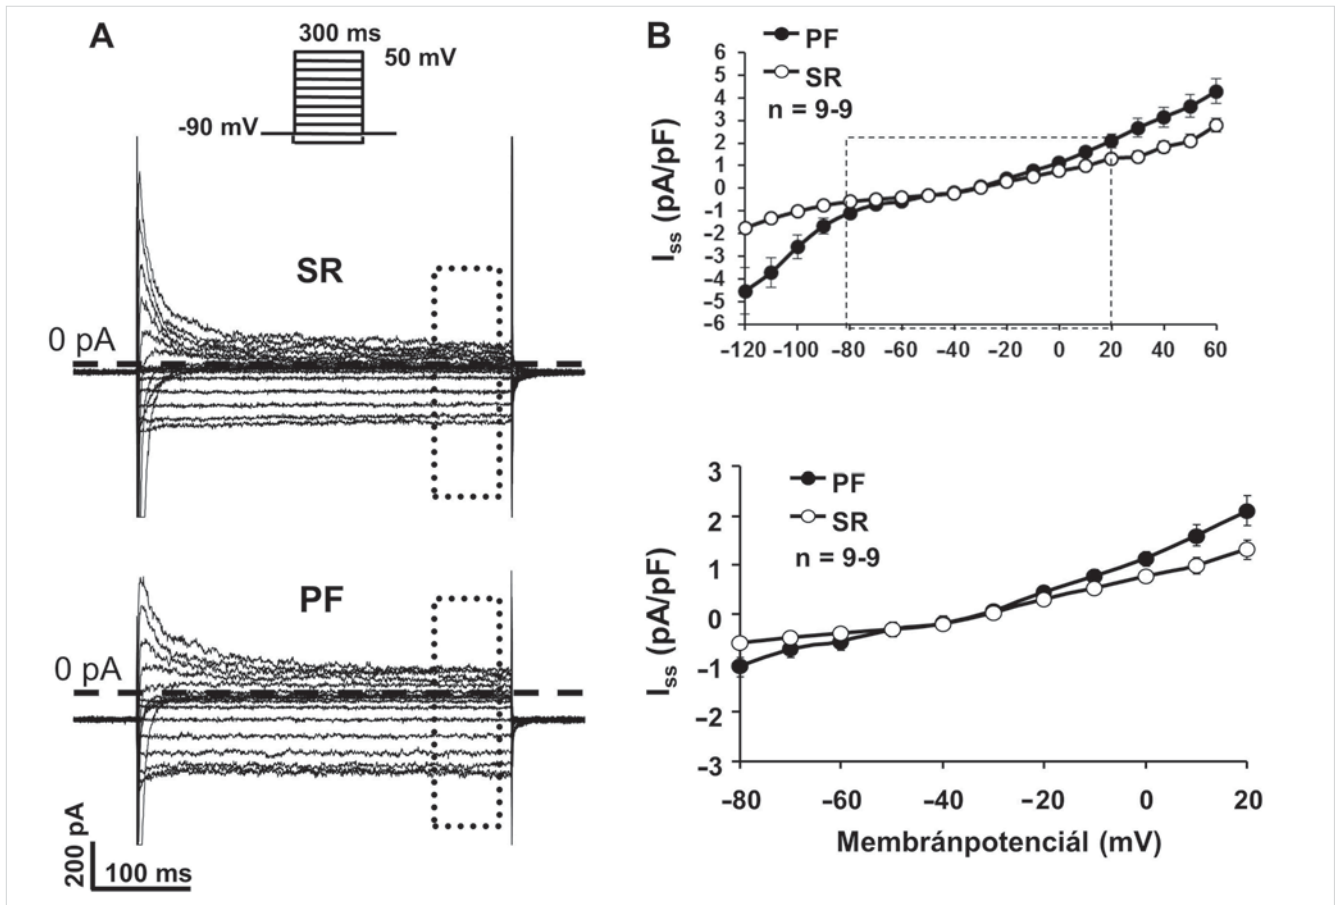 A
300 ms
50 mV
-90 mV
SR
0 pA
PF
0 pA
200 pA
100 ms
B
PF
SR
n = 9-9
6
5
4
3
2
1
0
-1
-2
-3
-4
-5
-6
-120 -100 -80 -60 -40 -20 0 20 40 60
Iss (pA/pF)
PF
SR
n = 9-9
3
2
1
0
-1
-2
-3
-80 -60 -40 -20 0 20
Iss (pA/pF)
Membránpotenciál (mV)